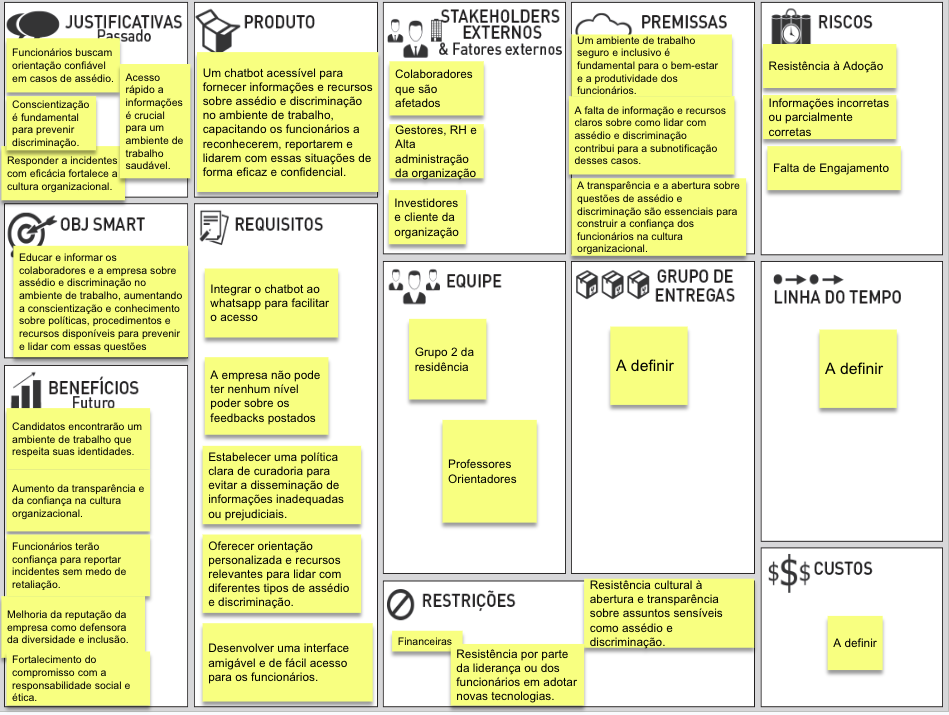 JUSTIFICATIVAS
Passado
Funcionários buscam
orientação confiável
em casos de assédio.
Acesso
rápido a
informações
é crucial
para um
ambiente de
trabalho
saudável.
Conscientização
é fundamental
para prevenir
discriminação.
Responder a incidentes
com eficácia fortalece a
cultura organizacional.
PRODUTO
Um chatbot acessível para
fornecer informações e recursos
sobre assédio e discriminação
no ambiente de trabalho,
capacitando os funcionários a
reconhecerem, reportarem e
lidarem com essas situações de
forma eficaz e confidencial.
STAKEHOLDERS
EXTERNOS
& Fatores externos
Colaboradores
que são
afetados
Gestores, RH e
Alta
administração
da organização
Investidores
e cliente da
organização
PREMISSAS
Um ambiente de trabalho
seguro e inclusivo é
fundamental para o bem-estar
e a produtividade dos
funcionários.
A falta de informação e recursos
claros sobre como lidar com
assédio e discriminação
contribui para a subnotificação
desses casos.
A transparência e a abertura sobre
questões de assédio e
discriminação são essenciais para
construir a confiança dos
funcionários na cultura
organizacional.
RISCOS
Resistência à Adoção
Informações incorretas
ou parcialmente
corretas
Falta de Engajamento
OBJ SMART
Educar e informar os
colaboradores e a empresa sobre
assédio e discriminação no
ambiente de trabalho, aumentando
a conscientização e conhecimento
sobre políticas, procedimentos e
recursos disponíveis para prevenir
e lidar com essas questões
REQUISITOS
Integrar o chatbot ao
whatsapp para facilitar
o acesso
A empresa não pode
ter nenhum nível
poder sobre os
feedbacks postados
Estabelecer uma política
clara de curadoria para
evitar a disseminação de
informações inadequadas
ou prejudiciais.
Oferecer orientação
personalizada e recursos
relevantes para lidar com
diferentes tipos de assédio
e discriminação.
Desenvolver uma interface
amigável e de fácil acesso
para os funcionários.
EQUIPE
Grupo 2 da
residência
Professores
Orientadores
GRUPO DE
ENTREGAS
A definir
LINHA DO TEMPO
A definir
BENEFÍCIOS
Futuro
Candidatos encontrarão um
ambiente de trabalho que
respeita suas identidades.
Aumento da transparência e
da confiança na cultura
organizacional.
Funcionários terão
confiança para reportar
incidentes sem medo de
retaliação.
Melhoria da reputação da
empresa como defensora
da diversidade e inclusão.
Fortalecimento do
compromisso com a
responsabilidade social e
ética.
RESTRIÇÕES
Financeiras
Resistência por parte
da liderança ou dos
funcionários em adotar
novas tecnologias.
Resistência cultural à
abertura e transparência
sobre assuntos sensíveis
como assédio e
discriminação.
$$$ CUSTOS
A definir